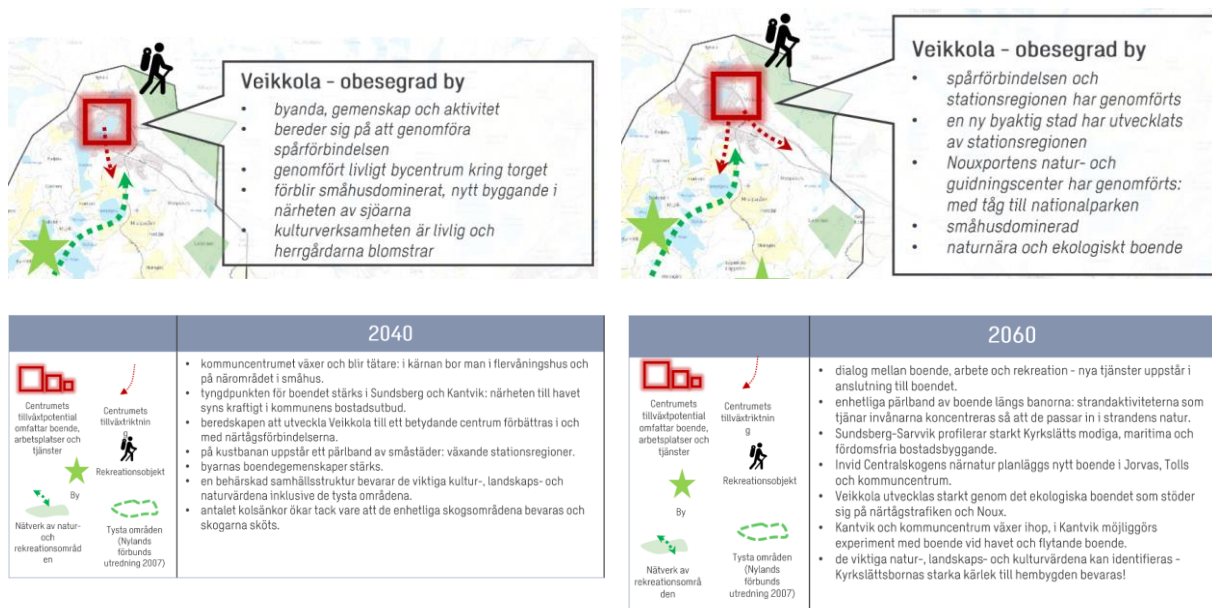 Veikkola - obesegrad by
• byanda, gemenskap och aktivitet
• bereder sig på att genomföra
spårförbindelsen
• genomfört livligt bycentrum kring torget
• förblir småhusdominerat, nytt byggande i
närheten av sjöarna
• kulturverksamheten är livlig och
herrgårdarna blomstrar
Veikkola - obesegrad by
• spårförbindelsen och
stationsregionen har genomförts
• en ny byaktig stad har utvecklats
av stationsregionen
• Nouxportens natur- och
guidningscenter har genomförts:
med tåg till nationalparken
• småhusdominerad
• naturnära och ekologiskt boende
2040
Centrumets
tillväxtpotential
omfattar boende,
arbetsplatser och
tjänster
Centrumets
tillväxtriktnin
g
Rekreationsobjekt
By
Nätverk av natur-
och
rekreationsområd
en
Tysta områden
(Nylands
förbunds
utredning 2007)
• kommuncentrumet växer och blir tätare: i kärnan bor man i flervåningshus och
på närområdet i småhus.
• tyngdpunkten för boendet stärks i Sundsberg och Kantvik: närheten till havet
syns kraftigt i kommunens bostadsutbud.
• beredskapen att utveckla Veikkola till ett betydande centrum förbättras i och
med närtågsförbindelserna.
• på kustbanan uppstår ett pärlband av småstäder: växande stationsregioner.
• byarnas boendegemenskaper stärks.
• en behärskad samhällsstruktur bevarar de viktiga kultur-, landskaps- och
naturvärdena inklusive de tysta områdena.
• antalet kolsänkor ökar tack vare att de enhetliga skogsområdena bevaras och
skogarna sköts.
2060
Centrumets
tillväxtpotential
omfattar boende,
arbetsplatser och
tjänster
Centrumets
tillväxtriktnin
g
Rekreationsobjekt
By
Nätverk av
rekreationsområ
den
Tysta områden
(Nylands
förbunds
utredning 2007)
• dialog mellan boende, arbete och rekreation - nya tjänster uppstår i
anslutning till boendet.
• enhetliga pärlband av boende längs banorna: strandaktiviteterna som
tjänar invånarna koncentreras så att de passar in i strandens natur.
• Sundsberg-Sarvvik profilerar starkt Kyrkslätts modiga, maritima och
fördomsfria bostadsbyggande.
• Invid Centralskogens närnatur planläggs nytt boende i Jorvas, Tolls
och kommuncentrum.
• Veikkola utvecklas starkt genom det ekologiska boendet som stöder
sig på närtågstrafiken och Noux.
• Kantvik och kommuncentrum växer ihop, i Kantvik möjliggörs
experiment med boende vid havet och flytande boende.
• de viktiga natur-, landskaps- och kulturvärdena kan identifieras -
Kyrkslättsbornas starka kärlek till hembygden bevaras!